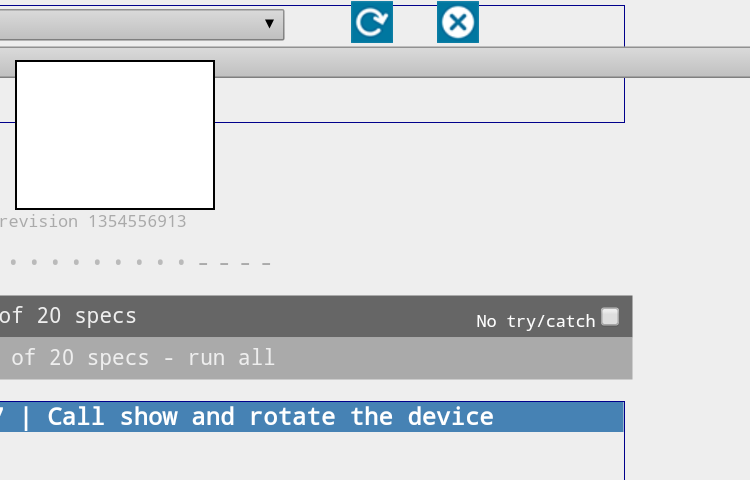 revision 1354556913
of 20 specs
No try/catch
of 20 specs - run all
| Call show and rotate the device